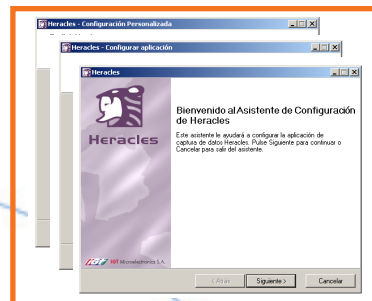 Heracles - Configuración Personalizada
Heracles - Configurar aplicación
Heracles
Bienvenido al Asistente de Configuración
de Heracles
Este asistente le ayudará a configurar la aplicación de
captura de datos Heracles. Pulse Siguiente para continuar o
Cancelar para salir del asistente.
Heracles
Microelectronics S.A.
< Atrás
Siguiente >
Cancelar